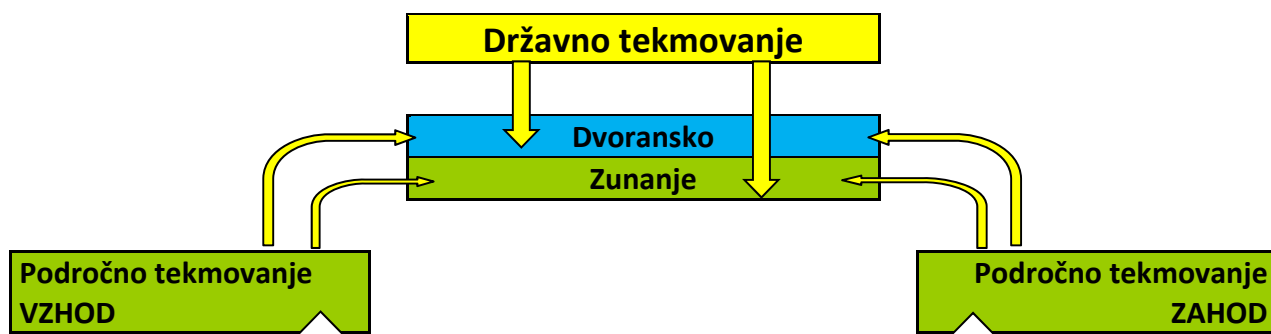 Državno tekmovanje
Dvoransko
Zunanje
Področno tekmovanje
VZHOD
Področno tekmovanje
ZAHOD